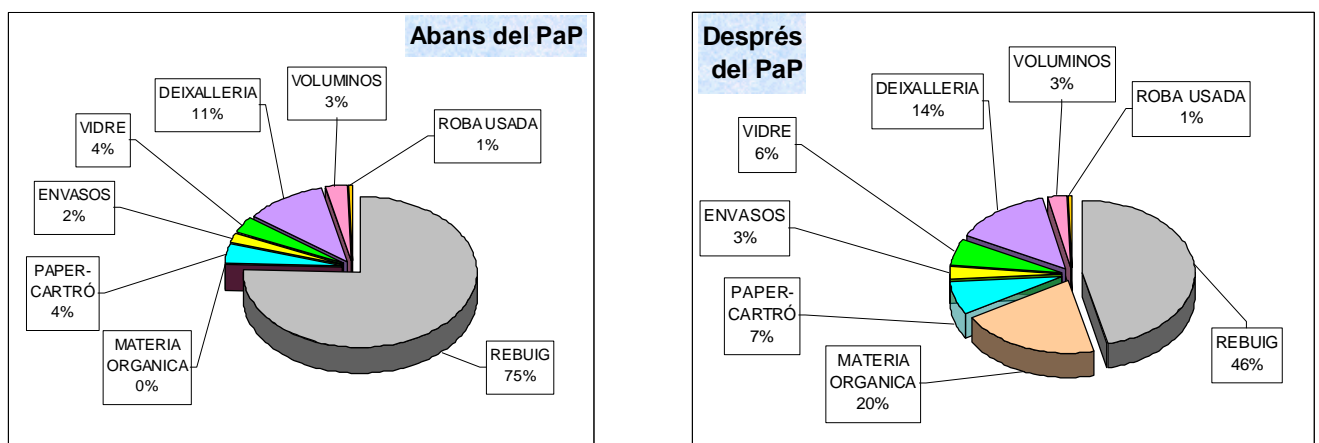 Abans del PaP
VOLUMINOS
3%
DEIXALLERIA
11%
ROBA USADA
1%
VIDRE
4%
ENVASOS
2%
PAPER-
CARTRÓ
4%
MATERIA
ORGANICA
0%
REBUIG
75%
Després
del PaP
VOLUMINOS
3%
DEIXALLERIA
14%
ROBA USADA
1%
VIDRE
6%
ENVASOS
3%
PAPER-
CARTRÓ
7%
MATERIA
ORGANICA
20%
REBUIG
46%